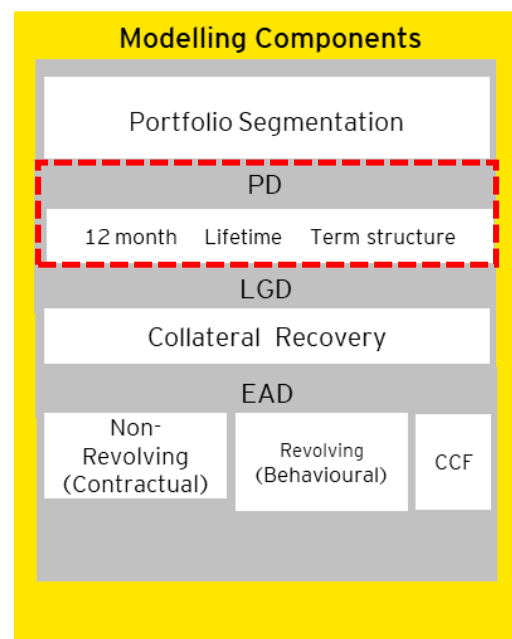 Modelling Components
Portfolio Segmentation
PD
12 month Lifetime Term structure
LGD
Collateral Recovery
EAD
Non-
Revolving
(Contractual)
Revolving
(Behavioural)
CCF